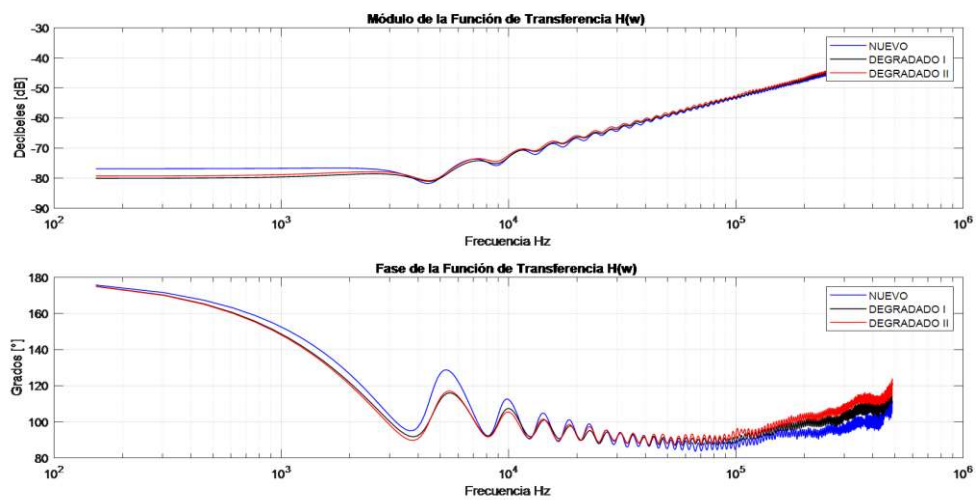 Módulo de la Función de Transferencia H(w)
-30
-40
-50
-60
-70
-80
-90
Decibeles [dB]
NUEVO
DEGRADADO I
DEGRADADO II
10²
10³
10⁴
10⁵
10⁶
Frecuencia Hz
Fase de la Función de Transferencia H(w)
180
160
140
120
100
80
Grados [°]
NUEVO
DEGRADADO I
DEGRADADO II
10²
10³
10⁴
10⁵
10⁶
Frecuencia Hz